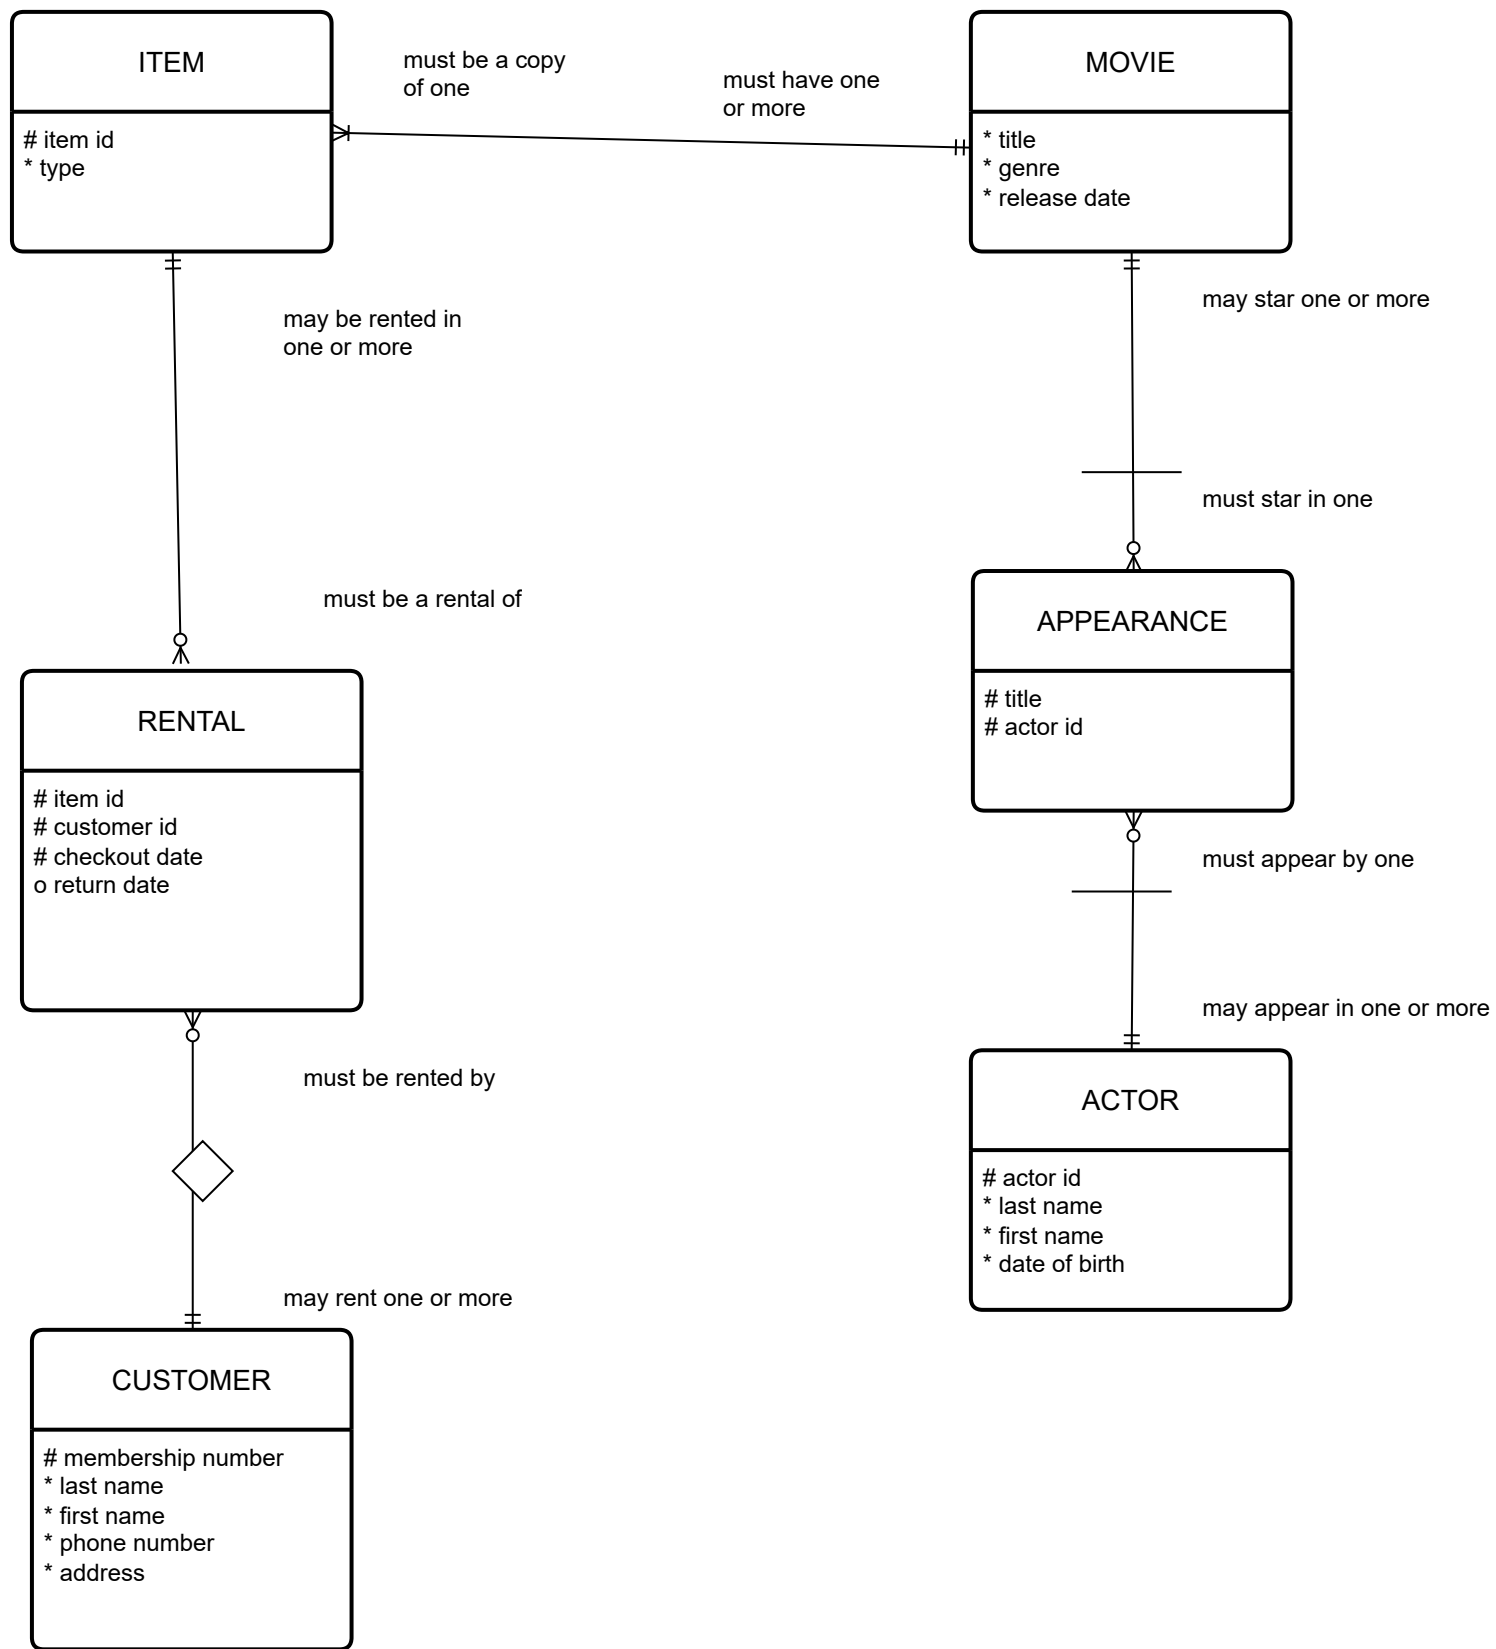 ITEM
# item id
* type
must be a copy
of one
must have one
or more
MOVIE
* title
* genre
* release date
may be rented in
one or more
must be a rental of
may star one or more
must star in one
RENTAL
# item id
# customer id
# checkout date
o return date
APPEARANCE
# title
# actor id
must be rented by
may rent one or more
must appear by one
may appear in one or more
CUSTOMER
# membership number
* last name
* first name
* phone number
* address
ACTOR
# actor id
* last name
* first name
* date of birth